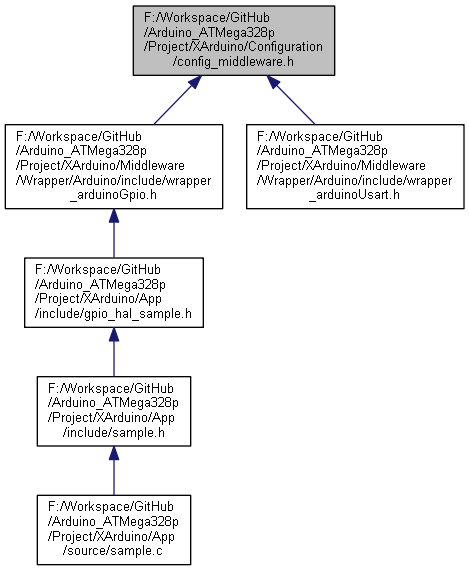 F:/Workspace/GitHub
/Arduino_ATMega328p
/Project/XArduino/Configuration
/config_middleware.h
F:/Workspace/GitHub
/Arduino_ATMega328p
/Project/XArduino/Middleware
/Wrapper/Arduino/include/wrapper
_arduinoGpio.h
F:/Workspace/GitHub
/Arduino_ATMega328p
/Project/XArduino/Middleware
/Wrapper/Arduino/include/wrapper
_arduinoUsart.h
F:/Workspace/GitHub
/Arduino_ATMega328p
/Project/XArduino/App
/include/gpio_hal_sample.h
F:/Workspace/GitHub
/Arduino_ATMega328p
/Project/XArduino/App
/include/sample.h
F:/Workspace/GitHub
/Arduino_ATMega328p
/Project/XArduino/App
/source/sample.c